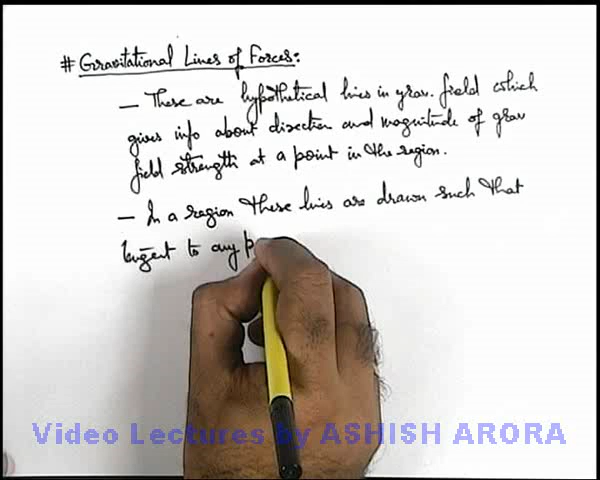 # Gravitational Lines of Forces:
— These are hypothetical lines in grav. field which
gives info about direction and magnitude of grav
field strength at a point in the region.
— In a region these lines are drawn such that
tangent to any p
Video Lectures by ASHISH ARORA